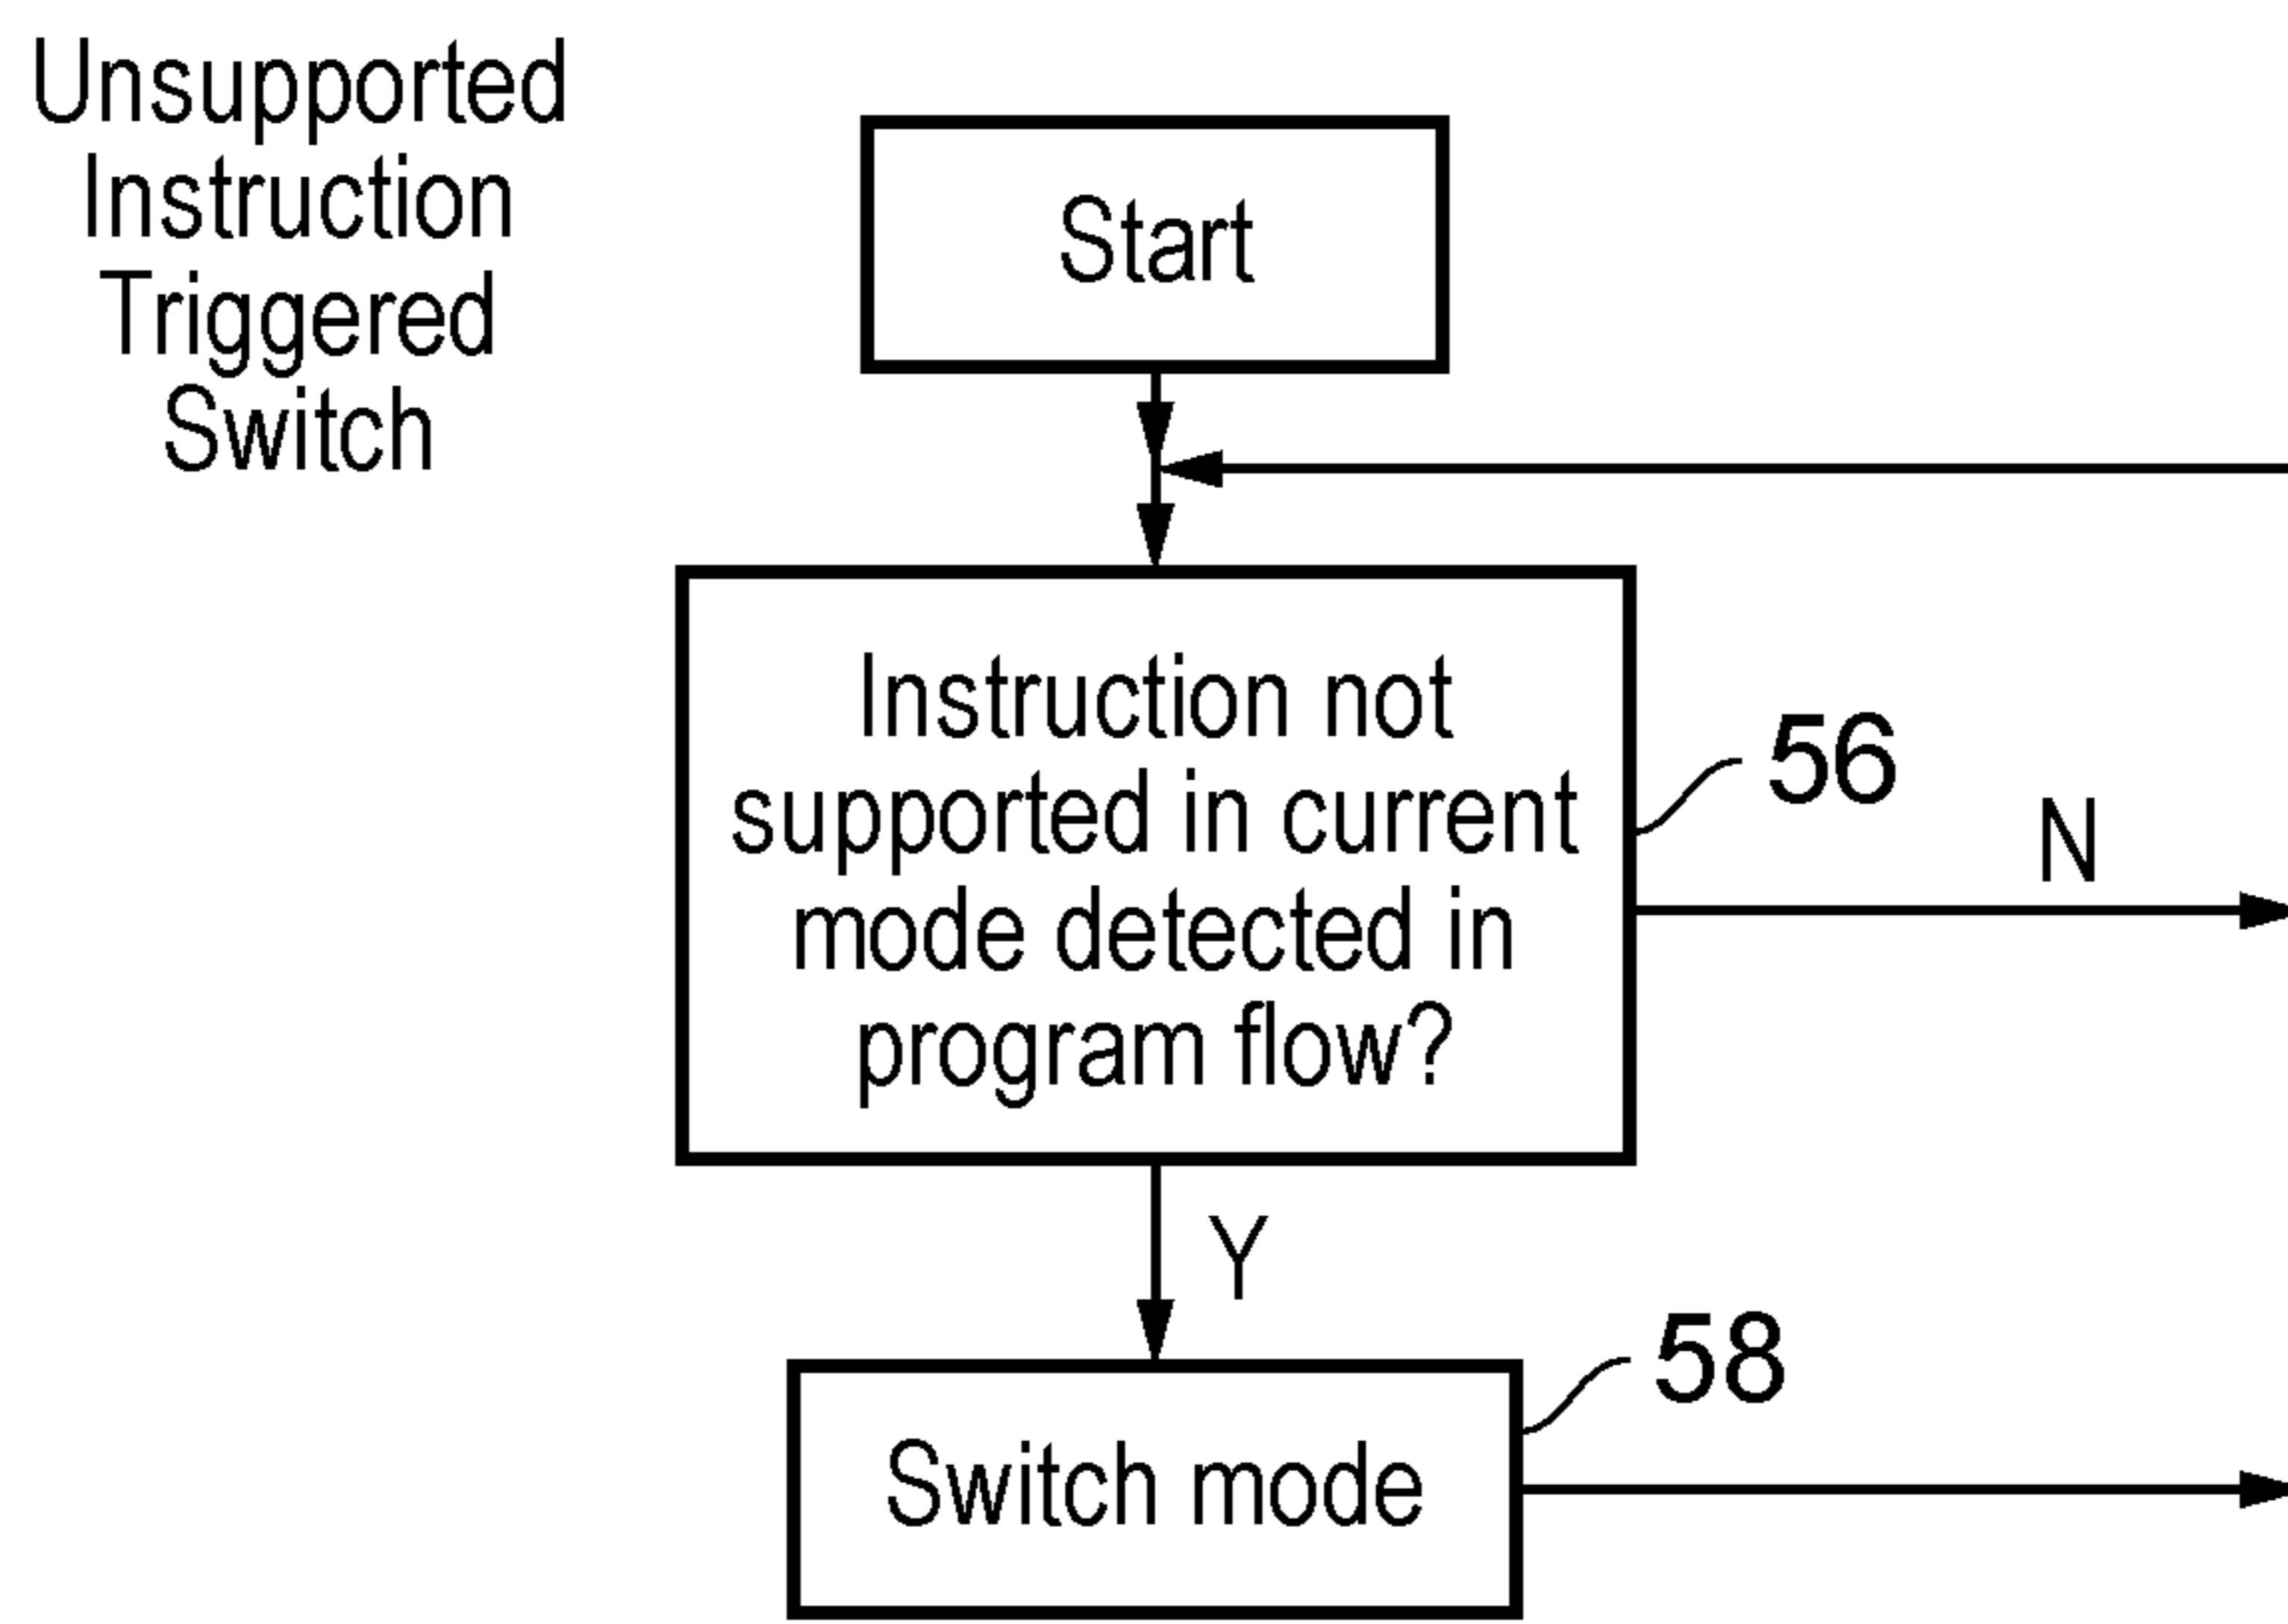 Unsupported
Instruction
Triggered
Switch
Start
Instruction not
supported in current
mode detected in
program flow?
56
N
Y
58
Switch mode